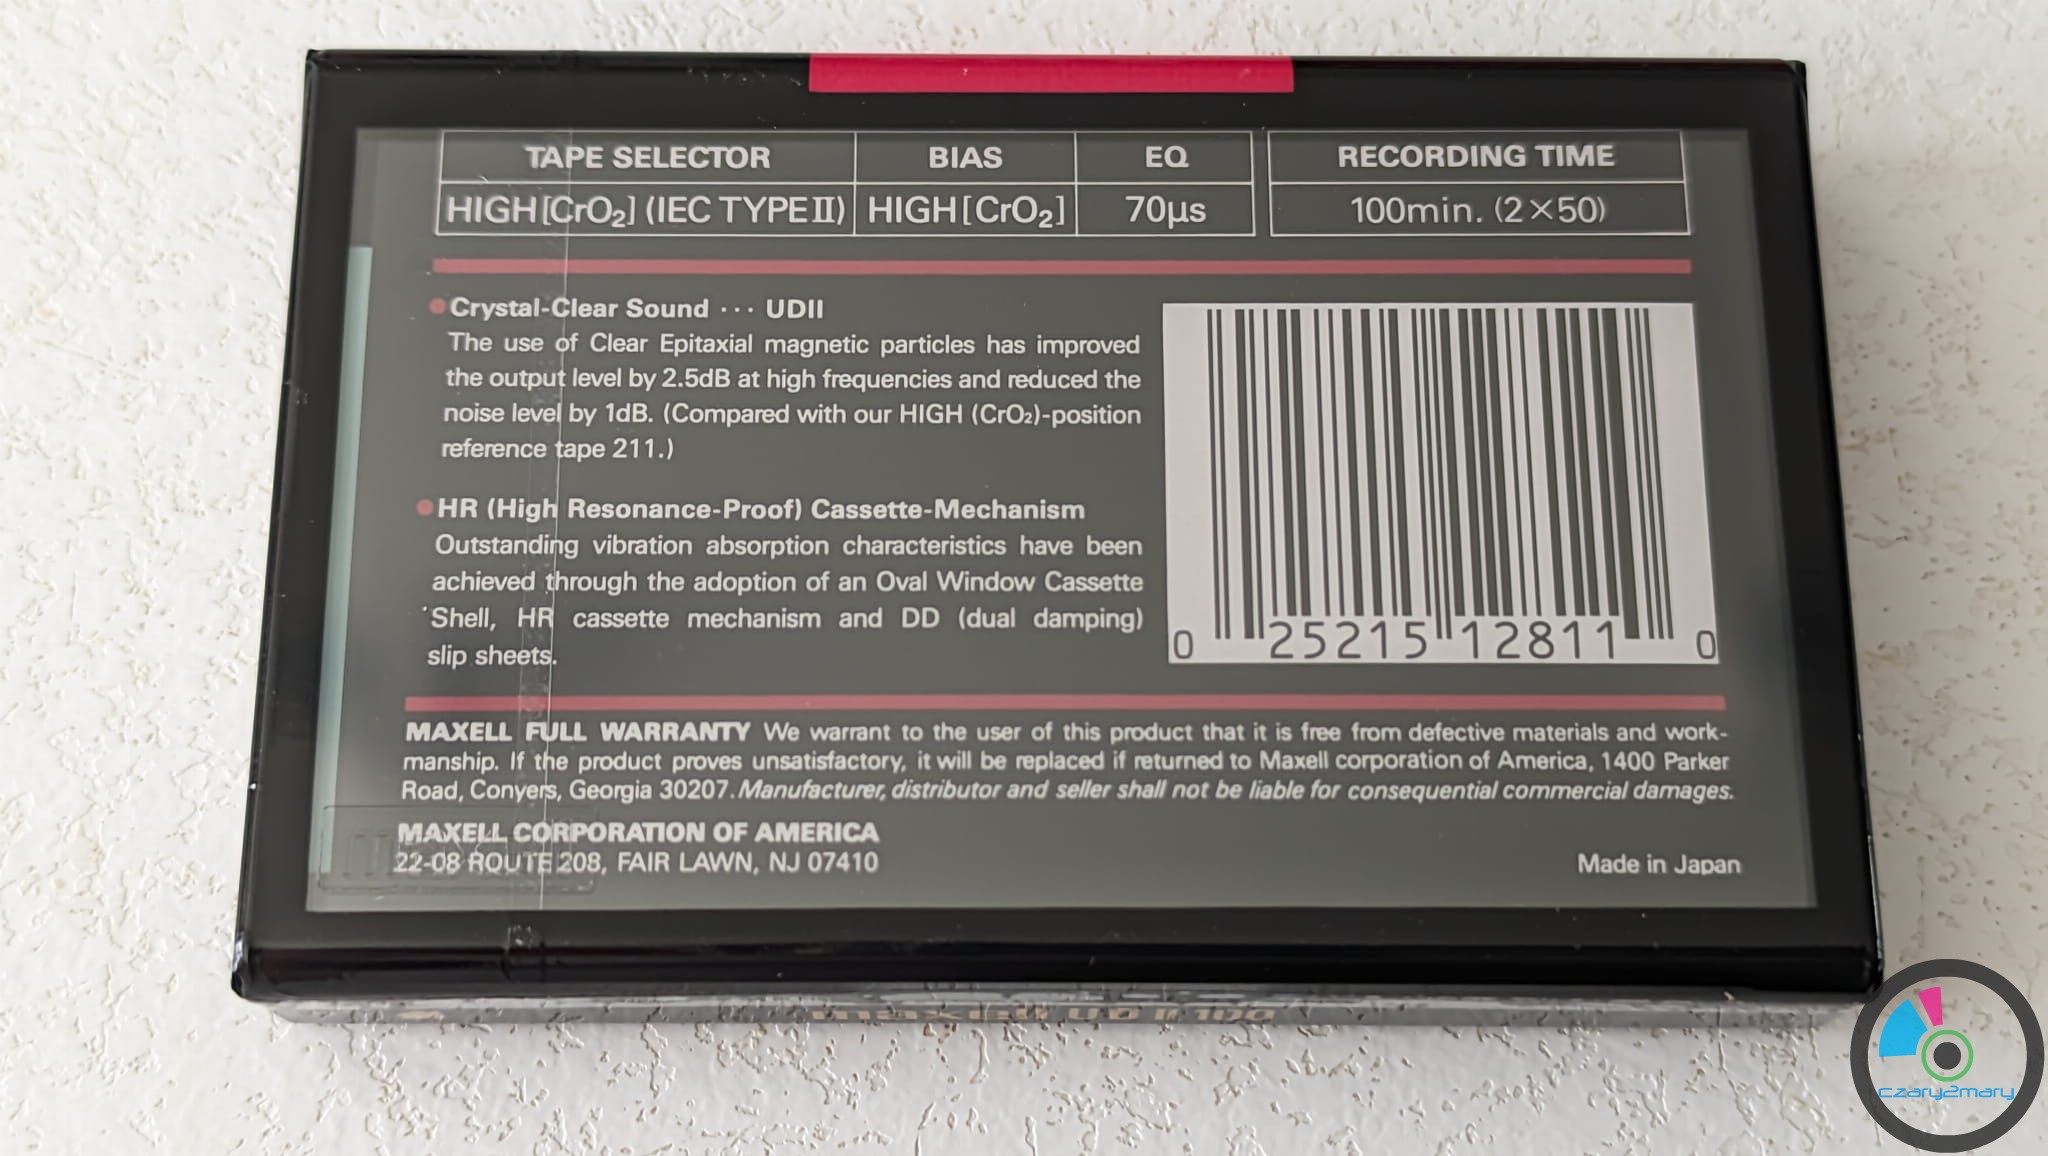 TAPE SELECTOR BIAS EQ RECORDING TIME
HIGH [CrO₂] (IEC TYPE II) HIGH [CrO₂] 70µs 100min. (2×50)
●Crystal-Clear Sound ··· UDII
The use of Clear Epitaxial magnetic particles has improved
the output level by 2.5dB at high frequencies and reduced the
noise level by 1dB. (Compared with our HIGH (CrO₂)-position
reference tape 211.)
●HR (High Resonance-Proof) Cassette-Mechanism
Outstanding vibration absorption characteristics have been
achieved through the adoption of an Oval Window Cassette
Shell, HR cassette mechanism and DD (dual damping)
slip sheets.
0 25215 12811 0
MAXELL FULL WARRANTY We warrant to the user of this product that it is free from defective materials and work-
manship. If the product proves unsatisfactory, it will be replaced if returned to Maxell corporation of America, 1400 Parker
Road, Conyers, Georgia 30207. Manufacturer, distributor and seller shall not be liable for consequential commercial damages.
MAXELL CORPORATION OF AMERICA
22-08 ROUTE 208, FAIR LAWN, NJ 07410
Made in Japan
maxell UD II 100
czary2mary